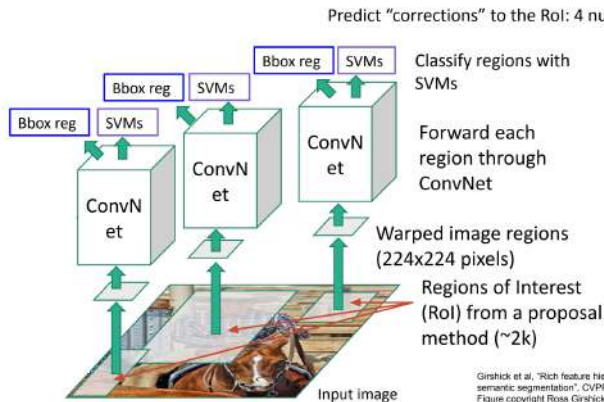 Predict “corrections” to the RoI: 4 nu
Bbox reg SVMs
Classify regions with
SVMs
Bbox reg SVMs
Bbox reg SVMs
Forward each
region through
ConvNet
ConvN
et
ConvN
et
ConvN
et
Warped image regions
(224x224 pixels)
Regions of Interest
(RoI) from a proposal
method (~2k)
Input image
Girshick et al, "Rich feature hie
semantic segmentation", CVPR
Figure copyright Ross Girshick